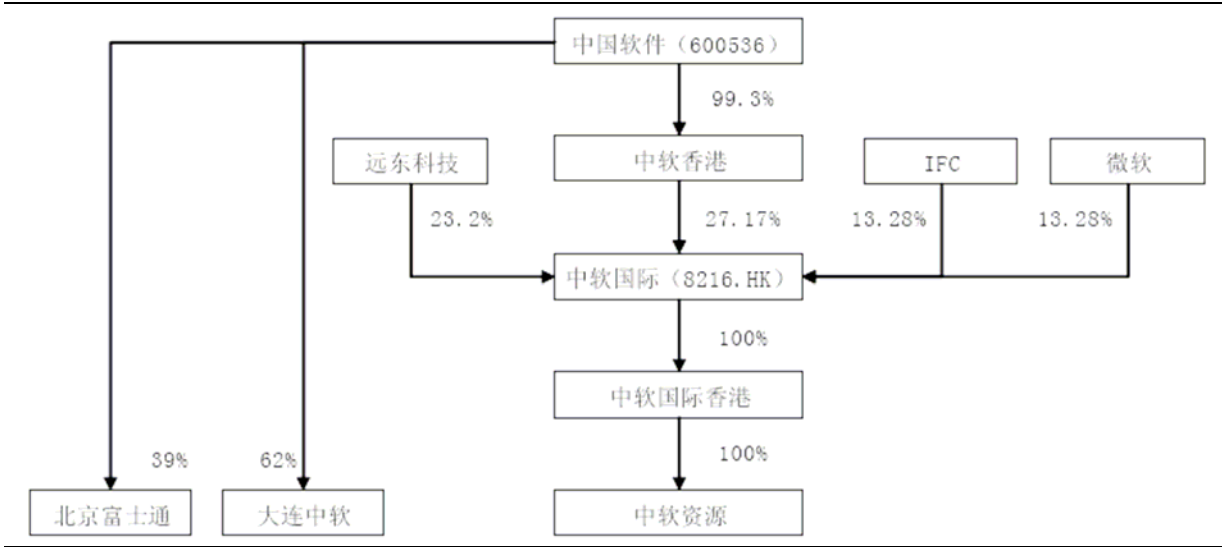 中国软件（600536）
99.3%
远东科技
中软香港
IFC
微软
23.2%
27.17%
13.28%
13.28%
中软国际（8216.HK）
100%
中软国际香港
39%
62%
100%
北京富士通
大连中软
中软资源